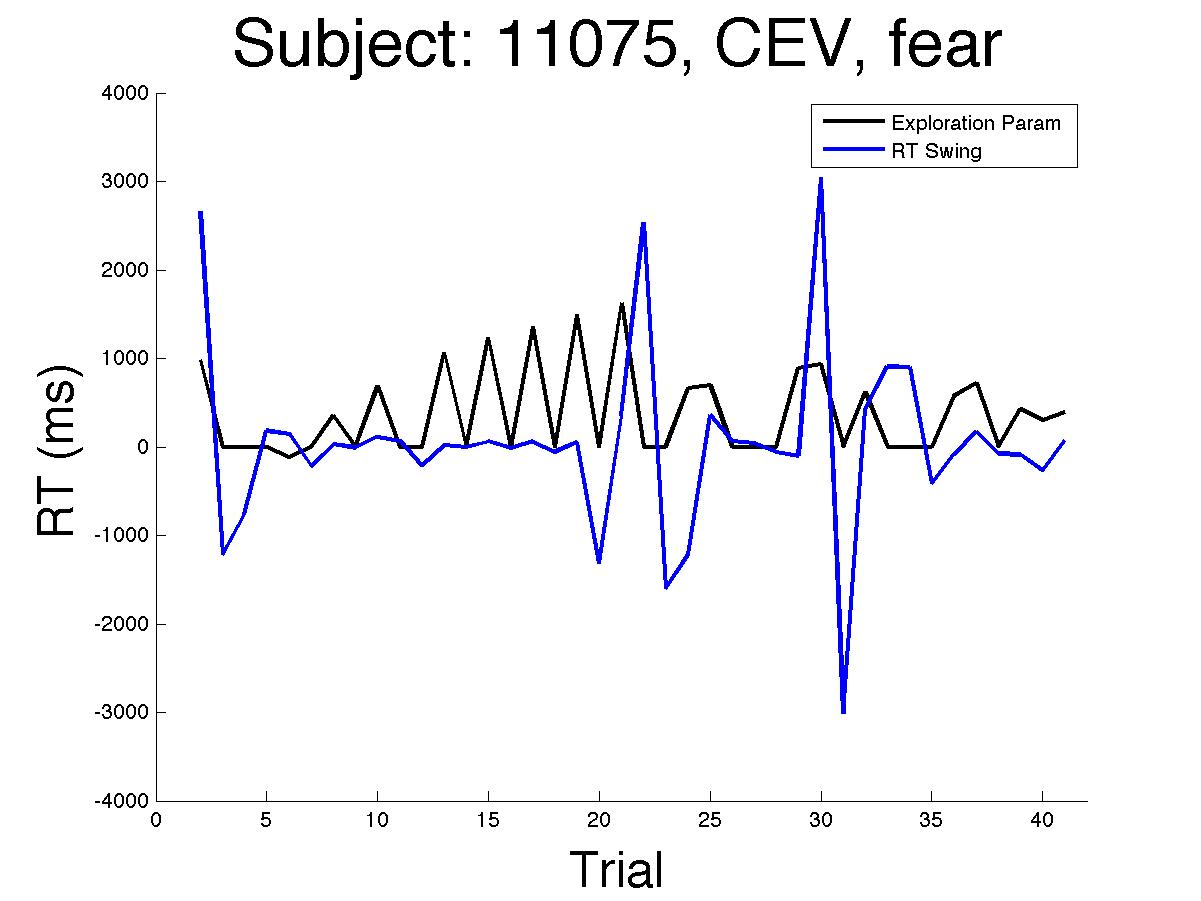 Subject: 11075, CEV, fear
4000
3000
2000
1000
0
-1000
-2000
-3000
-4000
RT (ms)
Exploration Param
RT Swing
0 5 10 15 20 25 30 35 40
Trial